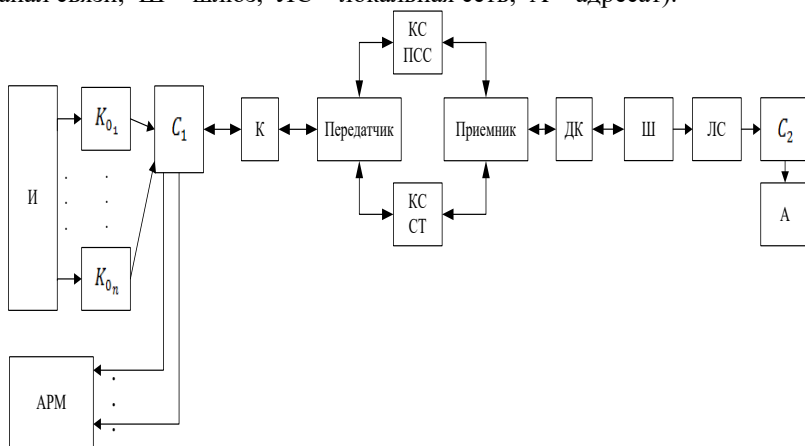 канал связи, Ш – шлюз, ЛС – локальная сеть, А – адресат).
КС
ПСС
K₀₁
C₁
К
Передатчик
Приемник
ДК
Ш
ЛС
C₂
И
КС
СТ
А
K₀ₙ
АРМ